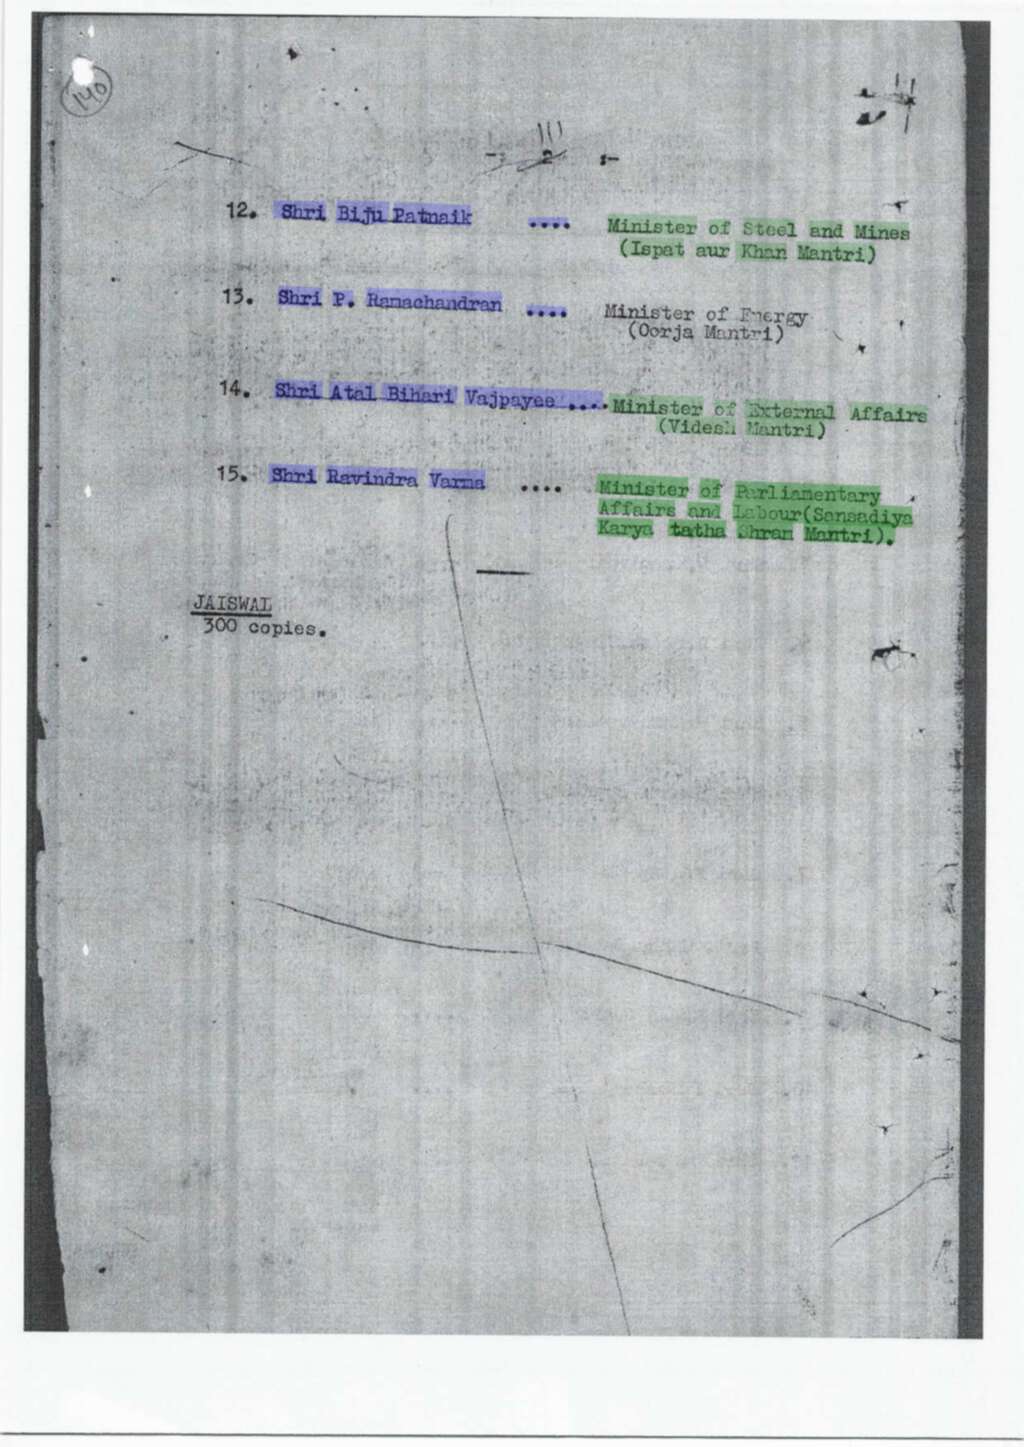 140
-: 2 :-
12. Shri Biju Patnaik .... Minister of Steel and Mines
(Ispat aur Khan Mantri)
13. Shri P. Ramachandran .... Minister of Energy
(Oorja Mantri)
14. Shri Atal Bihari Vajpayee .... Minister of External Affairs
(Videsh Mantri)
15. Shri Ravindra Varma .... Minister of Parliamentary
Affairs and Labour(Sansadiya
Karya tatha Shram Mantri).
JAISWAL
300 copies.